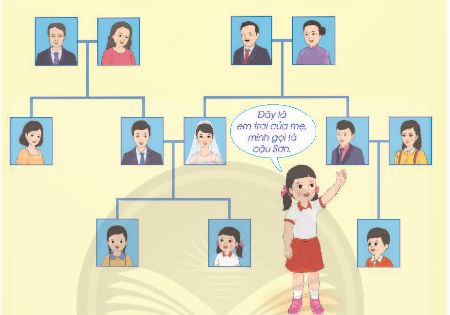 Đây là
em trai của mẹ,
mình gọi là
cậu Sơn.